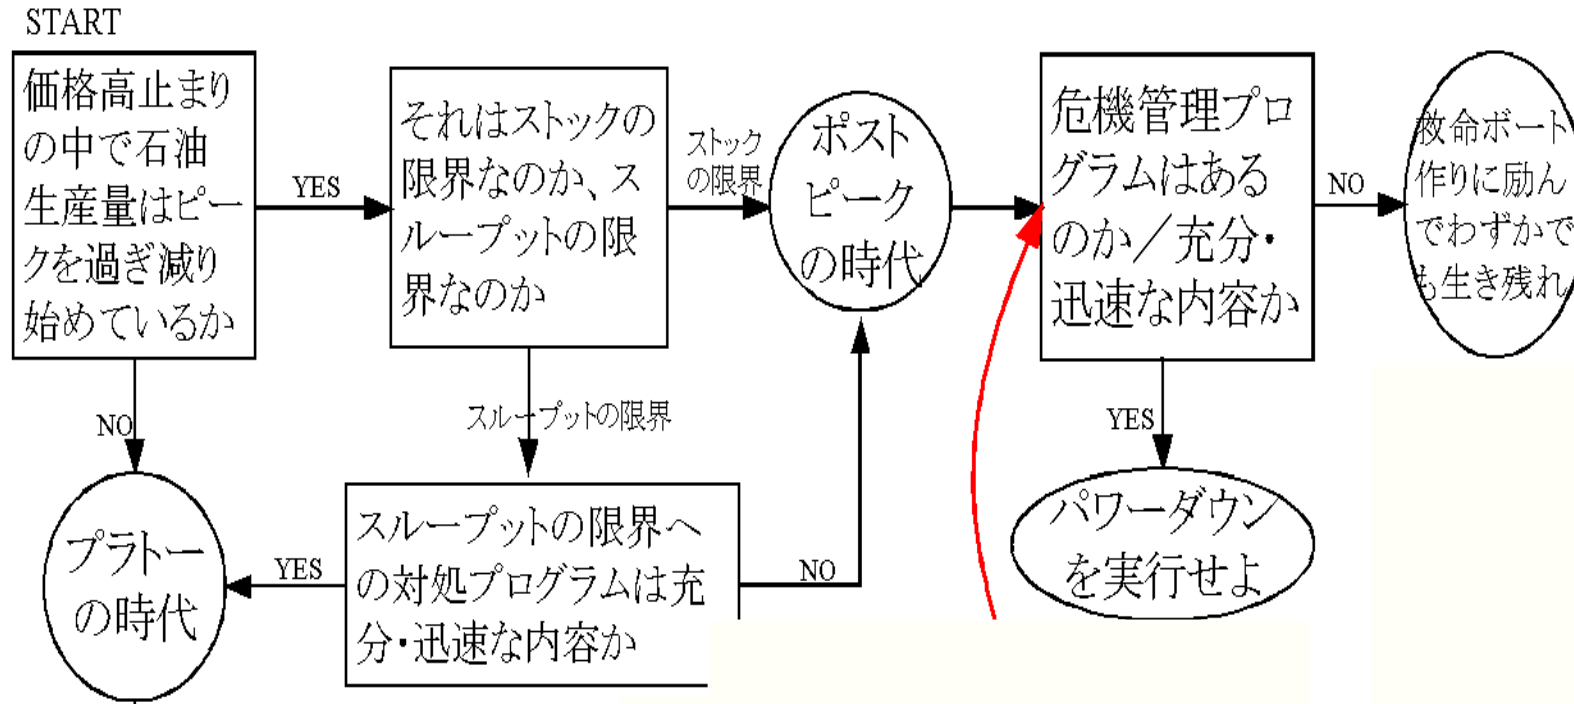 START
価格高止まり
の中で石油
生産量はピー
クを過ぎ減り
始めているか
YES
それはストックの
限界なのか、ス
ループットの限
界なのか
ストック
の限界
ポスト
ピーク
の時代
危機管理プロ
グラムはある
のか／充分・
迅速な内容か
NO
救命ボート
作りに励ん
でわずかで
も生き残れ
NO
スループットの限界
YES
プラトー
の時代
YES
スループットの限界へ
の対処プログラムは充
分・迅速な内容か
NO
パワーダウン
を実行せよ